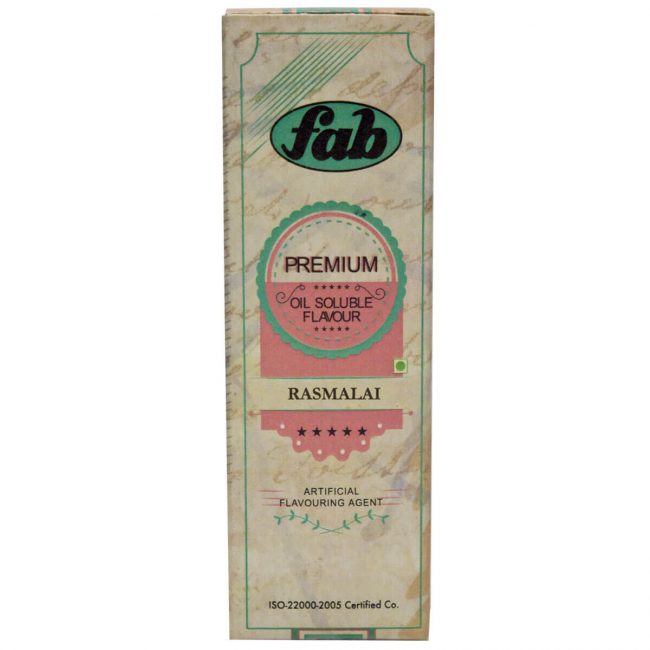 fab
PREMIUM
OIL SOLUBLE
FLAVOUR
RASMALAI
ARTIFICIAL
FLAVOURING AGENT
ISO-22000-2005 Certified Co.